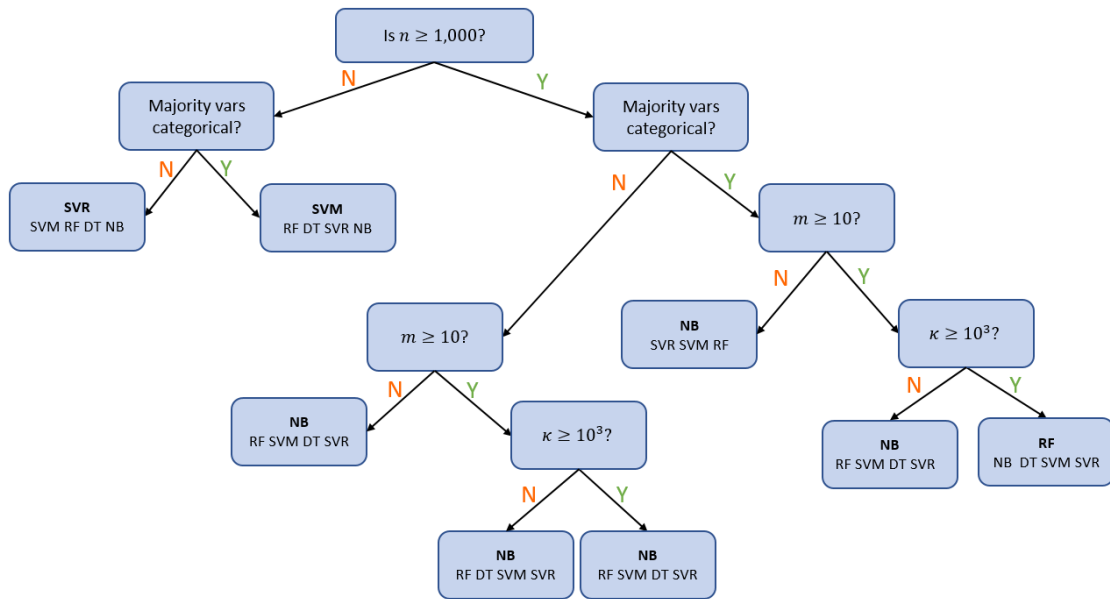 Is n ≥ 1,000?
N
Y
Majority vars
categorical?
Majority vars
categorical?
N
Y
N
Y
SVR
SVM RF DT NB
SVM
RF DT SVR NB
m ≥ 10?
N
Y
m ≥ 10?
NB
SVR SVM RF
κ ≥ 10³?
N
Y
N
Y
NB
RF SVM DT SVR
κ ≥ 10³?
NB
RF SVM DT SVR
RF
NB DT SVM SVR
N
Y
NB
RF DT SVM SVR
NB
RF SVM DT SVR